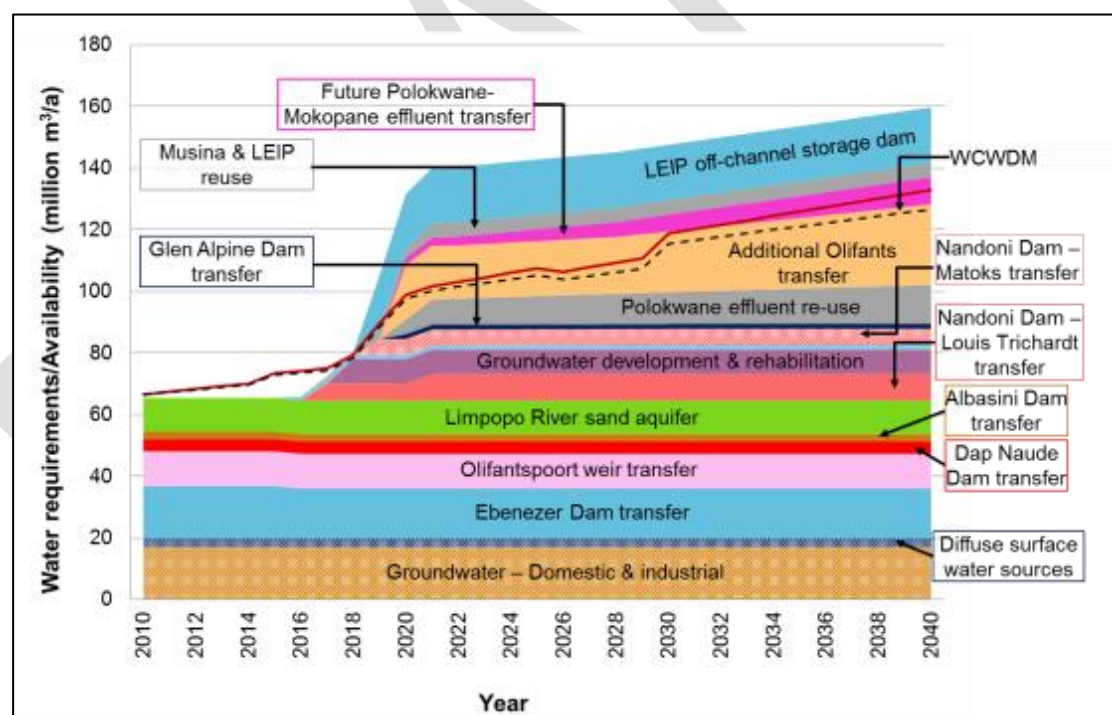 180
160
140
120
100
80
60
40
20
0
Water requirements/Availability (million m³/a)
Future Polokwane-
Mokopane effluent transfer
Musina & LEIP
reuse
Glen Alpine Dam
transfer
LEIP off-channel storage dam
WCWDM
Additional Olifants
transfer
Nandoni Dam –
Matoks transfer
Polokwane effluent re-use
Nandoni Dam –
Louis Trichardt
transfer
Groundwater development & rehabilitation
Limpopo River sand aquifer
Albasini Dam
transfer
Olifantspoort weir transfer
Dap Naude
Dam transfer
Ebenezer Dam transfer
Diffuse surface
water sources
Groundwater – Domestic & industrial
2010
2012
2014
2016
2018
2020
2022
2024
2026
2028
2030
2032
2034
2036
2038
2040
Year